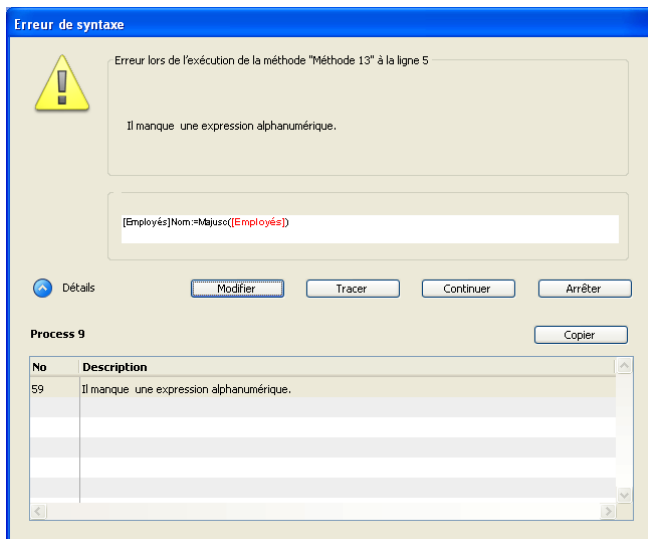 Erreur de syntaxe
Erreur lors de l'exécution de la méthode "Méthode 13" à la ligne 5
Il manque  une expression alphanumérique.
[Employés]Nom:=Majusc([Employés])
Détails
Modifier
Tracer
Continuer
Arrêter
Process 9
Copier
No Description
59 Il manque  une expression alphanumérique.